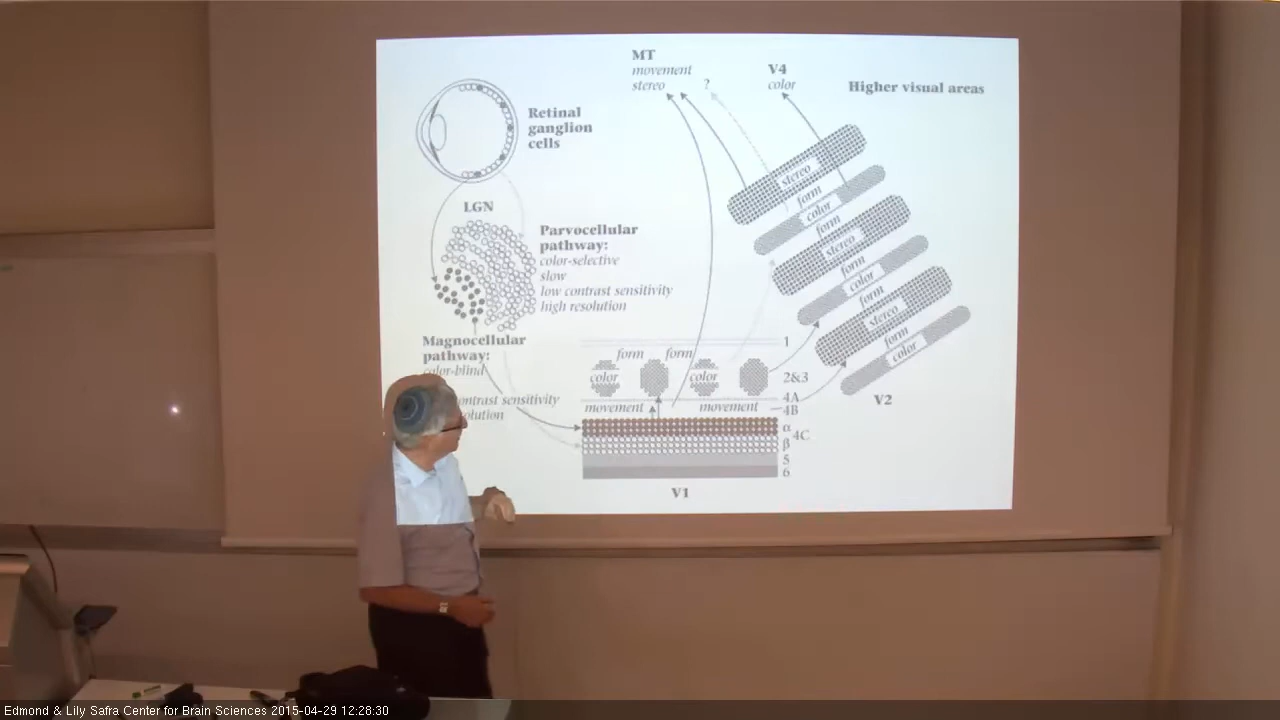 MT
movement
stereo
?
V4
color
Higher visual areas
Retinal
ganglion
cells
LGN
Parvocellular
pathway:
color-selective
slow
low contrast sensitivity
high resolution
Magnocellular
pathway:
color-blind
contrast sensitivity
stereo
form
color
form
stereo
form
color
form
stereo
form
color
V2
1
form form
color color
2&3
4A
movement movement
4B
α
4C
β
5
6
V1
Edmond & Lily Safra Center for Brain Sciences 2015-04-29 12:28:30